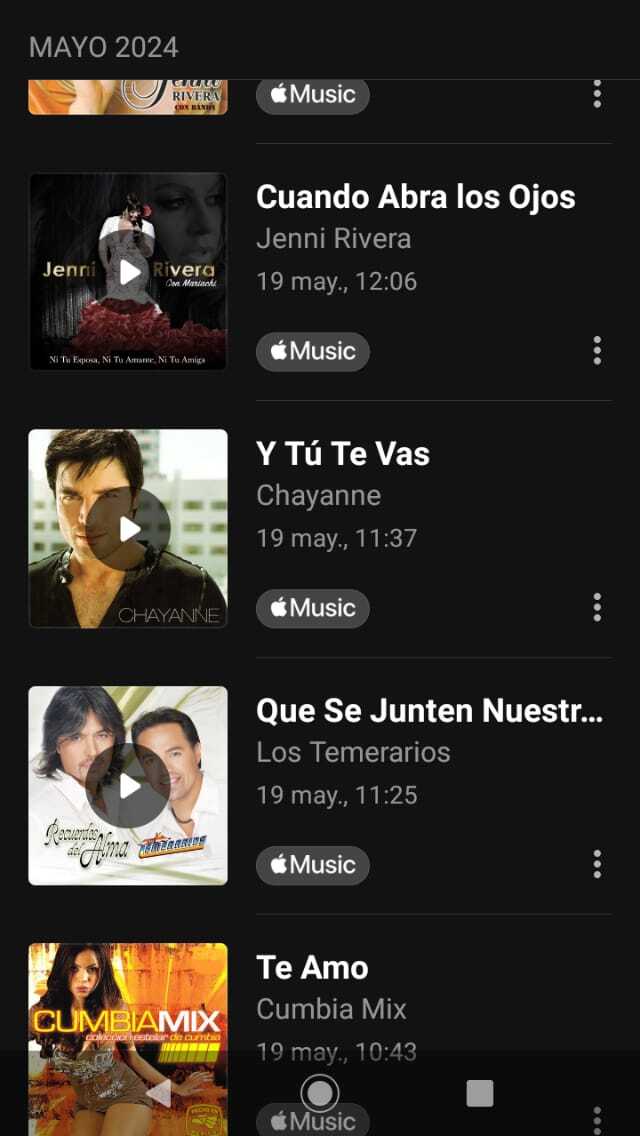 MAYO 2024
Jenni
RIVERA
CON BANDA
Music
Cuando Abra los Ojos
Jenni Rivera
19 may., 12:06
Music
Jenni Rivera
Con Mariachi
Ni Tu Esposa, Ni Tu Amante, Ni Tu Amiga
Y Tú Te Vas
Chayanne
19 may., 11:37
Music
CHAYANNE
Que Se Junten Nuestr...
Los Temerarios
19 may., 11:25
Music
Recuerdos
del Alma
TEMERARIOS
Te Amo
Cumbia Mix
19 may., 10:43
Music
CUMBIAMIX
coleccion estelar de cumbia